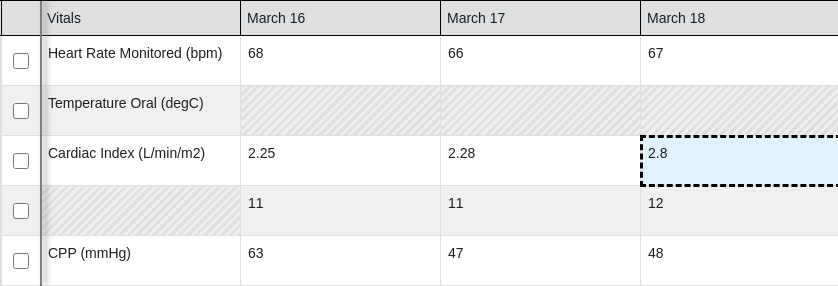 Vitals March 16 March 17 March 18
Heart Rate Monitored (bpm) 68 66 67
Temperature Oral (degC)
Cardiac Index (L/min/m2) 2.25 2.28 2.8
11 11 12
CPP (mmHg) 63 47 48